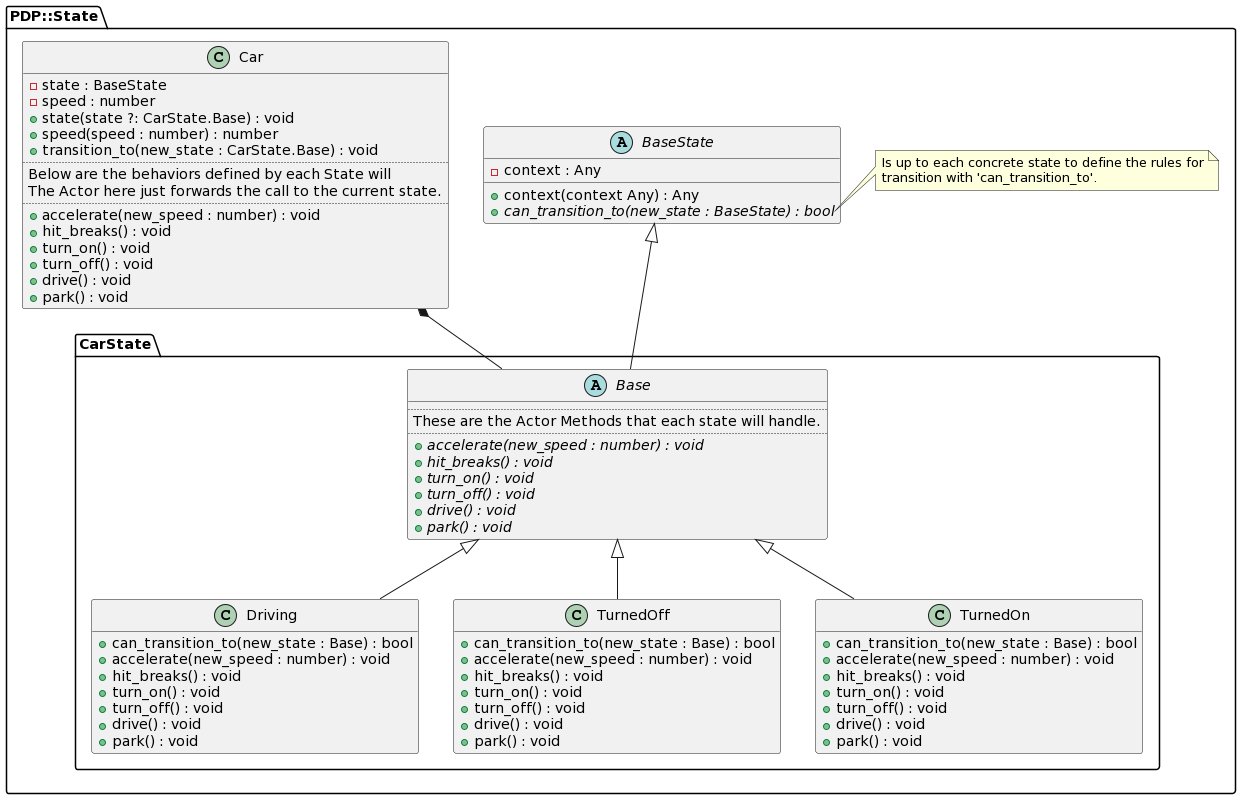 PDP::State
C Car
state : BaseState
speed : number
state(state ?: CarState.Base) : void
speed(speed : number) : number
transition_to(new_state : CarState.Base) : void
Below are the behaviors defined by each State will
The Actor here just forwards the call to the current state.
accelerate(new_speed : number) : void
hit_breaks() : void
turn_on() : void
turn_off() : void
drive() : void
park() : void
A BaseState
context : Any
context(context Any) : Any
can_transition_to(new_state : BaseState) : bool
Is up to each concrete state to define the rules for
transition with 'can_transition_to'.
CarState
A Base
These are the Actor Methods that each state will handle.
accelerate(new_speed : number) : void
hit_breaks() : void
turn_on() : void
turn_off() : void
drive() : void
park() : void
C Driving
can_transition_to(new_state : Base) : bool
accelerate(new_speed : number) : void
hit_breaks() : void
turn_on() : void
turn_off() : void
drive() : void
park() : void
C TurnedOff
can_transition_to(new_state : Base) : bool
accelerate(new_speed : number) : void
hit_breaks() : void
turn_on() : void
turn_off() : void
drive() : void
park() : void
C TurnedOn
can_transition_to(new_state : Base) : bool
accelerate(new_speed : number) : void
hit_breaks() : void
turn_on() : void
turn_off() : void
drive() : void
park() : void